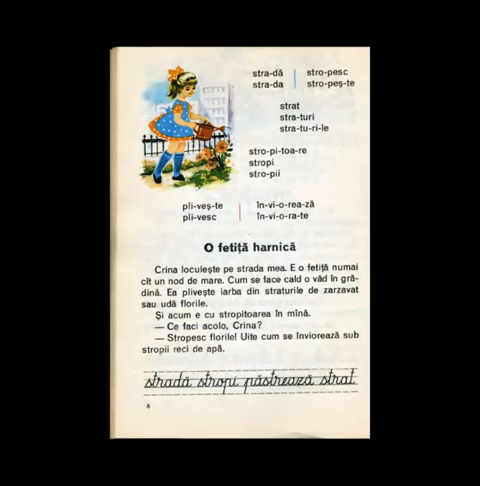 stra-dă stro-pesc
stra-da stro-peș-te
strat
stra-turi
stra-tu-ri-le
stro-pi-toa-re
stropi
stro-pii
pli-veș-te în-vi-o-rea-ză
pli-vesc în-vi-o-ra-te
O fetiță harnică
Crina locuiește pe strada mea. E o fetiță numai
cît un nod de mare. Cum se face cald o văd în gră-
dină. Ea plivește iarba din straturile de zarzavat
sau udă florile.
Și acum e cu stropitoarea în mînă.
— Ce faci acolo, Crina?
— Stropesc florile! Uite cum se înviorează sub
stropii reci de apă.
stradă stropi păstrează strat
8